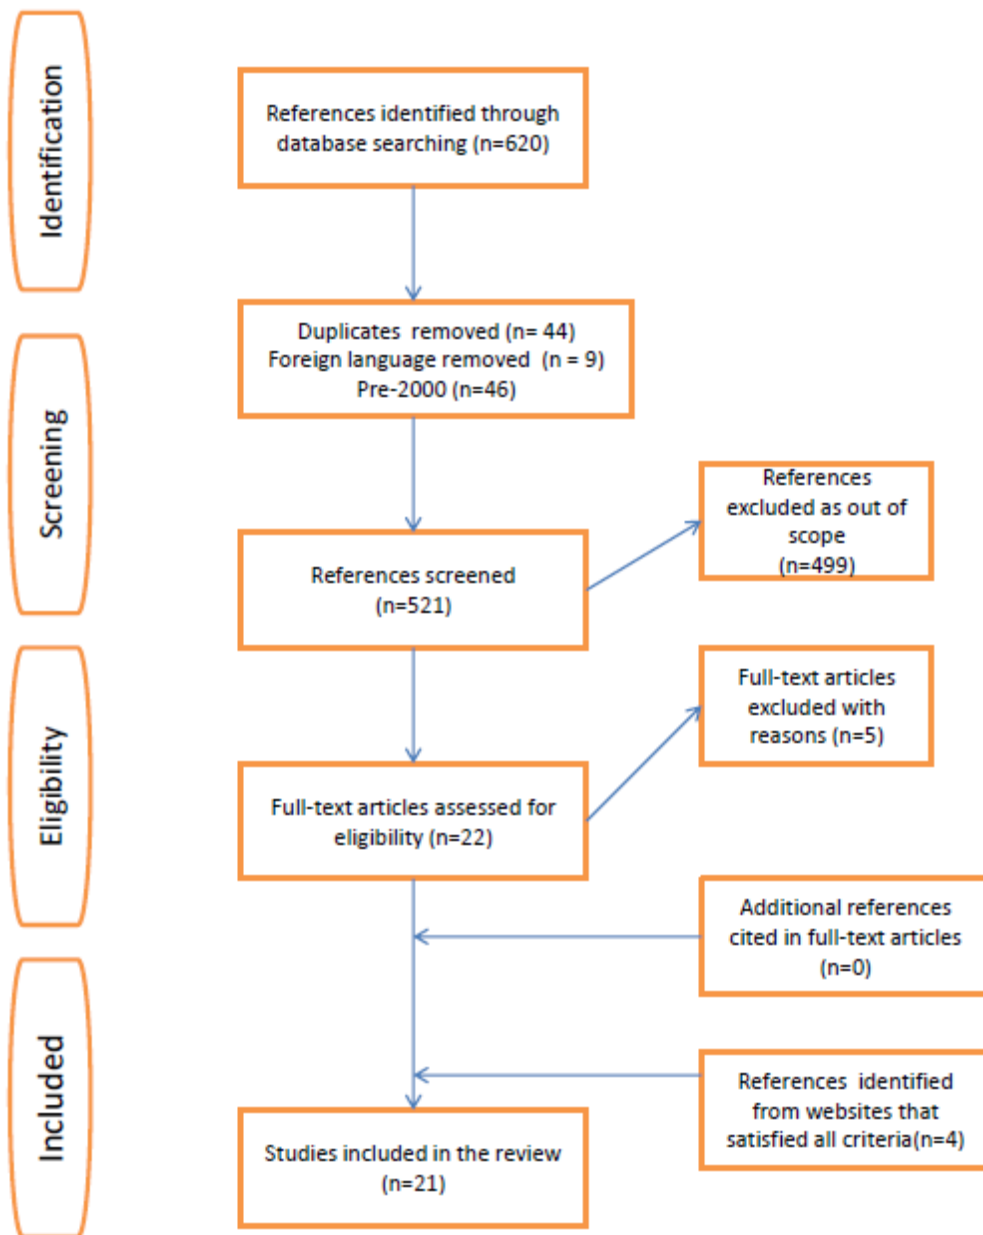 Identification
References identified through
database searching (n=620)
Duplicates  removed (n= 44)
Foreign language removed  (n = 9)
Pre-2000 (n=46)
Screening
References screened
(n=521)
References
excluded as out of
scope
(n=499)
Eligibility
Full-text articles assessed for
eligibility (n=22)
Full-text articles
excluded with
reasons (n=5)
Additional references
cited in full-text articles
(n=0)
Included
References  identified
from websites that
satisfied all criteria(n=4)
Studies included in the review
(n=21)